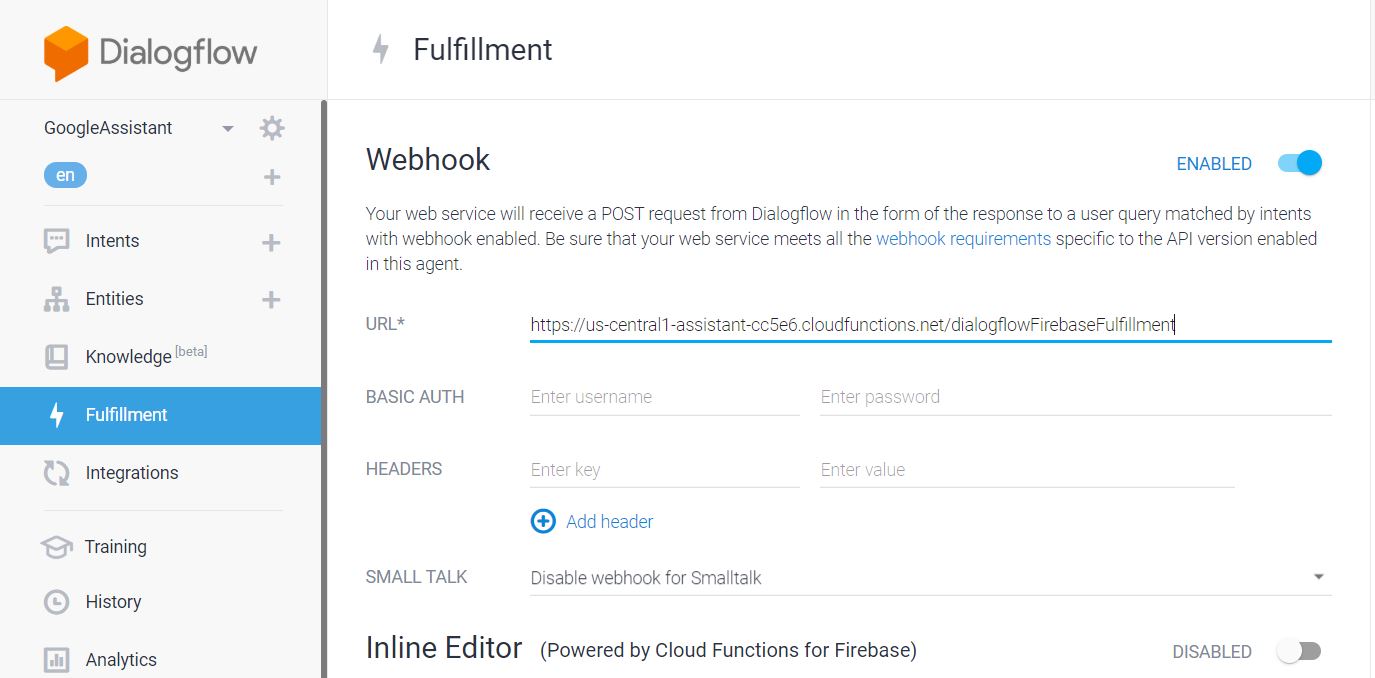 Dialogflow
Fulfillment
GoogleAssistant
en
Intents
Entities
Knowledge [beta]
Fulfillment
Integrations
Training
History
Analytics
Webhook
ENABLED
Your web service will receive a POST request from Dialogflow in the form of the response to a user query matched by intents
with webhook enabled. Be sure that your web service meets all the webhook requirements specific to the API version enabled
in this agent.
URL* https://us-central1-assistant-cc5e6.cloudfunctions.net/dialogflowFirebaseFulfillment
BASIC AUTH Enter username Enter password
HEADERS Enter key Enter value
Add header
SMALL TALK Disable webhook for Smalltalk
Inline Editor (Powered by Cloud Functions for Firebase) DISABLED